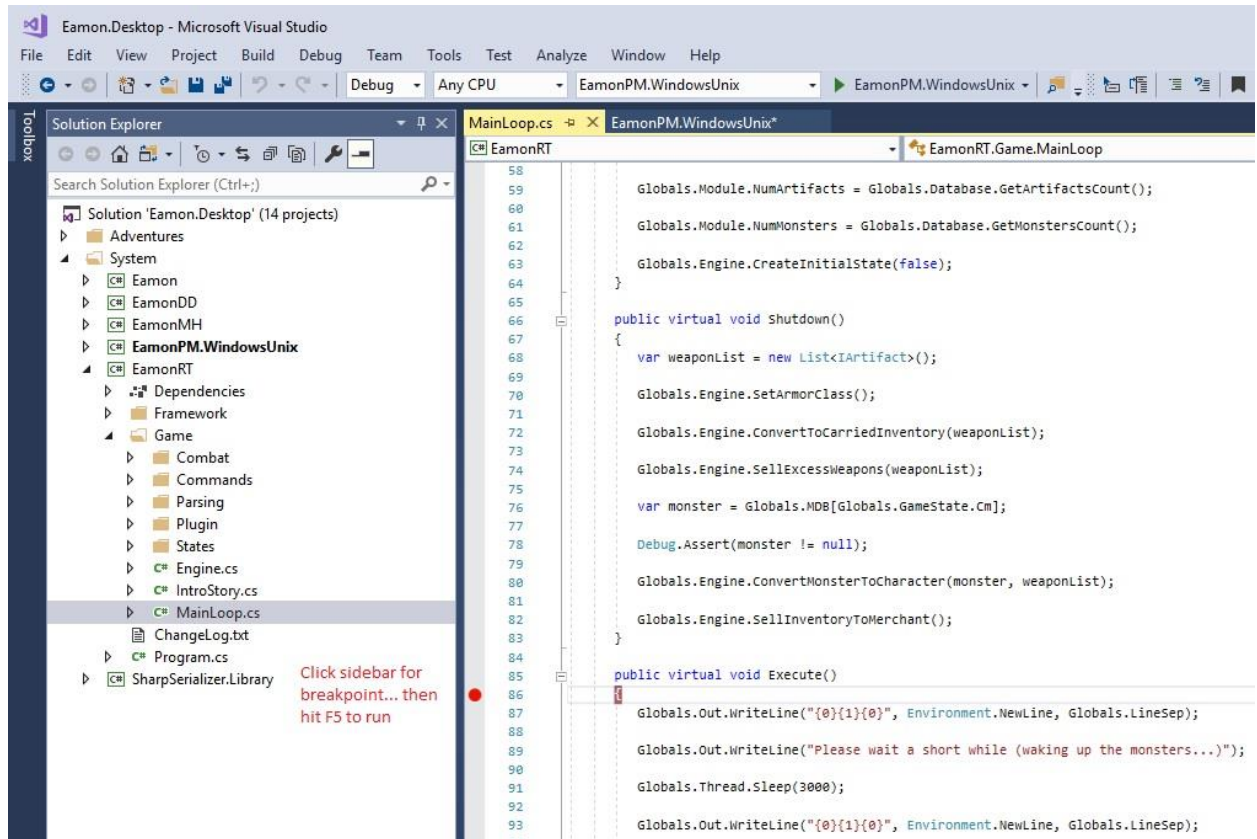 Eamon.Desktop - Microsoft Visual Studio
File Edit View Project Build Debug Team Tools Test Analyze Window Help
Debug Any CPU EamonPM.WindowsUnix EamonPM.WindowsUnix
Toolbox
Solution Explorer
Search Solution Explorer (Ctrl+;)
Solution 'Eamon.Desktop' (14 projects)
Adventures
System
C# Eamon
C# EamonDD
C# EamonMH
C# EamonPM.WindowsUnix
C# EamonRT
Dependencies
Framework
Game
Combat
Commands
Parsing
Plugin
States
C# Engine.cs
C# IntroStory.cs
C# MainLoop.cs
ChangeLog.txt
C# Program.cs
C# SharpSerializer.Library
Click sidebar for
breakpoint... then
hit F5 to run
MainLoop.cs EamonPM.WindowsUnix*
C# EamonRT EamonRT.Game.MainLoop
58
59 Globals.Module.NumArtifacts = Globals.Database.GetArtifactsCount();
60
61 Globals.Module.NumMonsters = Globals.Database.GetMonstersCount();
62
63 Globals.Engine.CreateInitialState(false);
64 }
65
66 public virtual void Shutdown()
67 {
68 var weaponList = new List<IArtifact>();
69
70 Globals.Engine.SetArmorClass();
71
72 Globals.Engine.ConvertToCarriedInventory(weaponList);
73
74 Globals.Engine.SellExcessWeapons(weaponList);
75
76 var monster = Globals.MDB[Globals.GameState.Cm];
77
78 Debug.Assert(monster != null);
79
80 Globals.Engine.ConvertMonsterToCharacter(monster, weaponList);
81
82 Globals.Engine.SellInventoryToMerchant();
83 }
84
85 public virtual void Execute()
86 {
87 Globals.Out.WriteLine("{0}{1}{0}", Environment.NewLine, Globals.LineSep);
88
89 Globals.Out.WriteLine("Please wait a short while (waking up the monsters...)");
90
91 Globals.Thread.Sleep(3000);
92
93 Globals.Out.WriteLine("{0}{1}{0}", Environment.NewLine, Globals.LineSep);